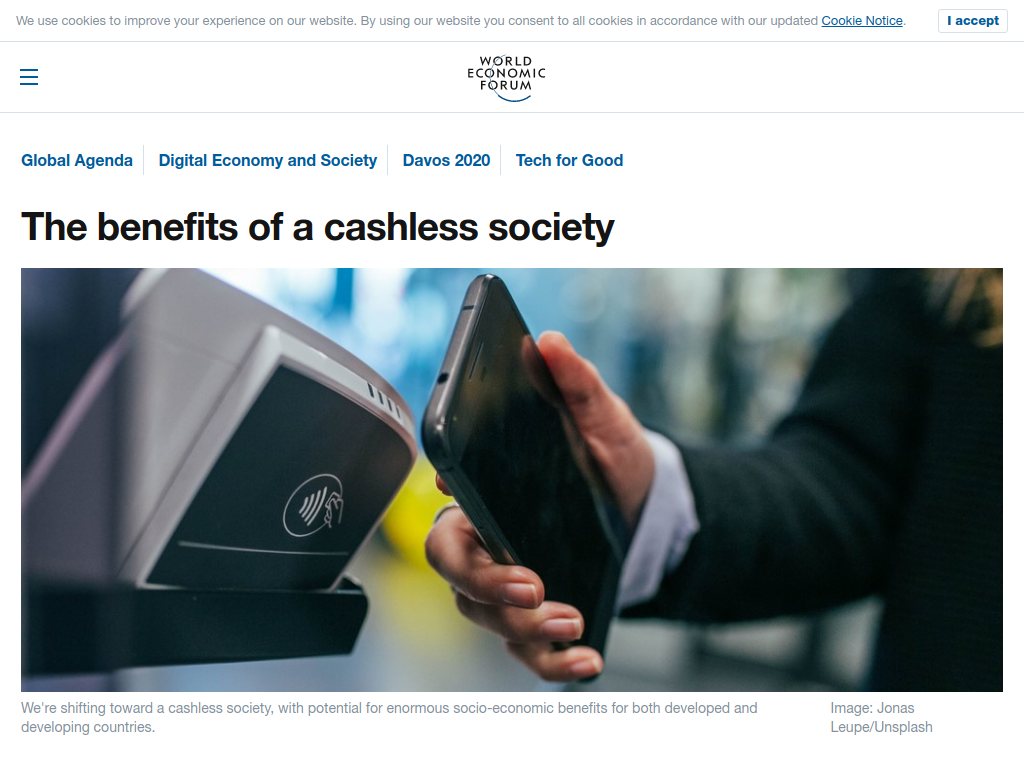 We use cookies to improve your experience on our website. By using our website you consent to all cookies in accordance with our updated Cookie Notice.
I accept
WORLD
ECONOMIC
FORUM
Global Agenda
Digital Economy and Society
Davos 2020
Tech for Good
The benefits of a cashless society
We're shifting toward a cashless society, with potential for enormous socio-economic benefits for both developed and
developing countries.
Image: Jonas
Leupe/Unsplash